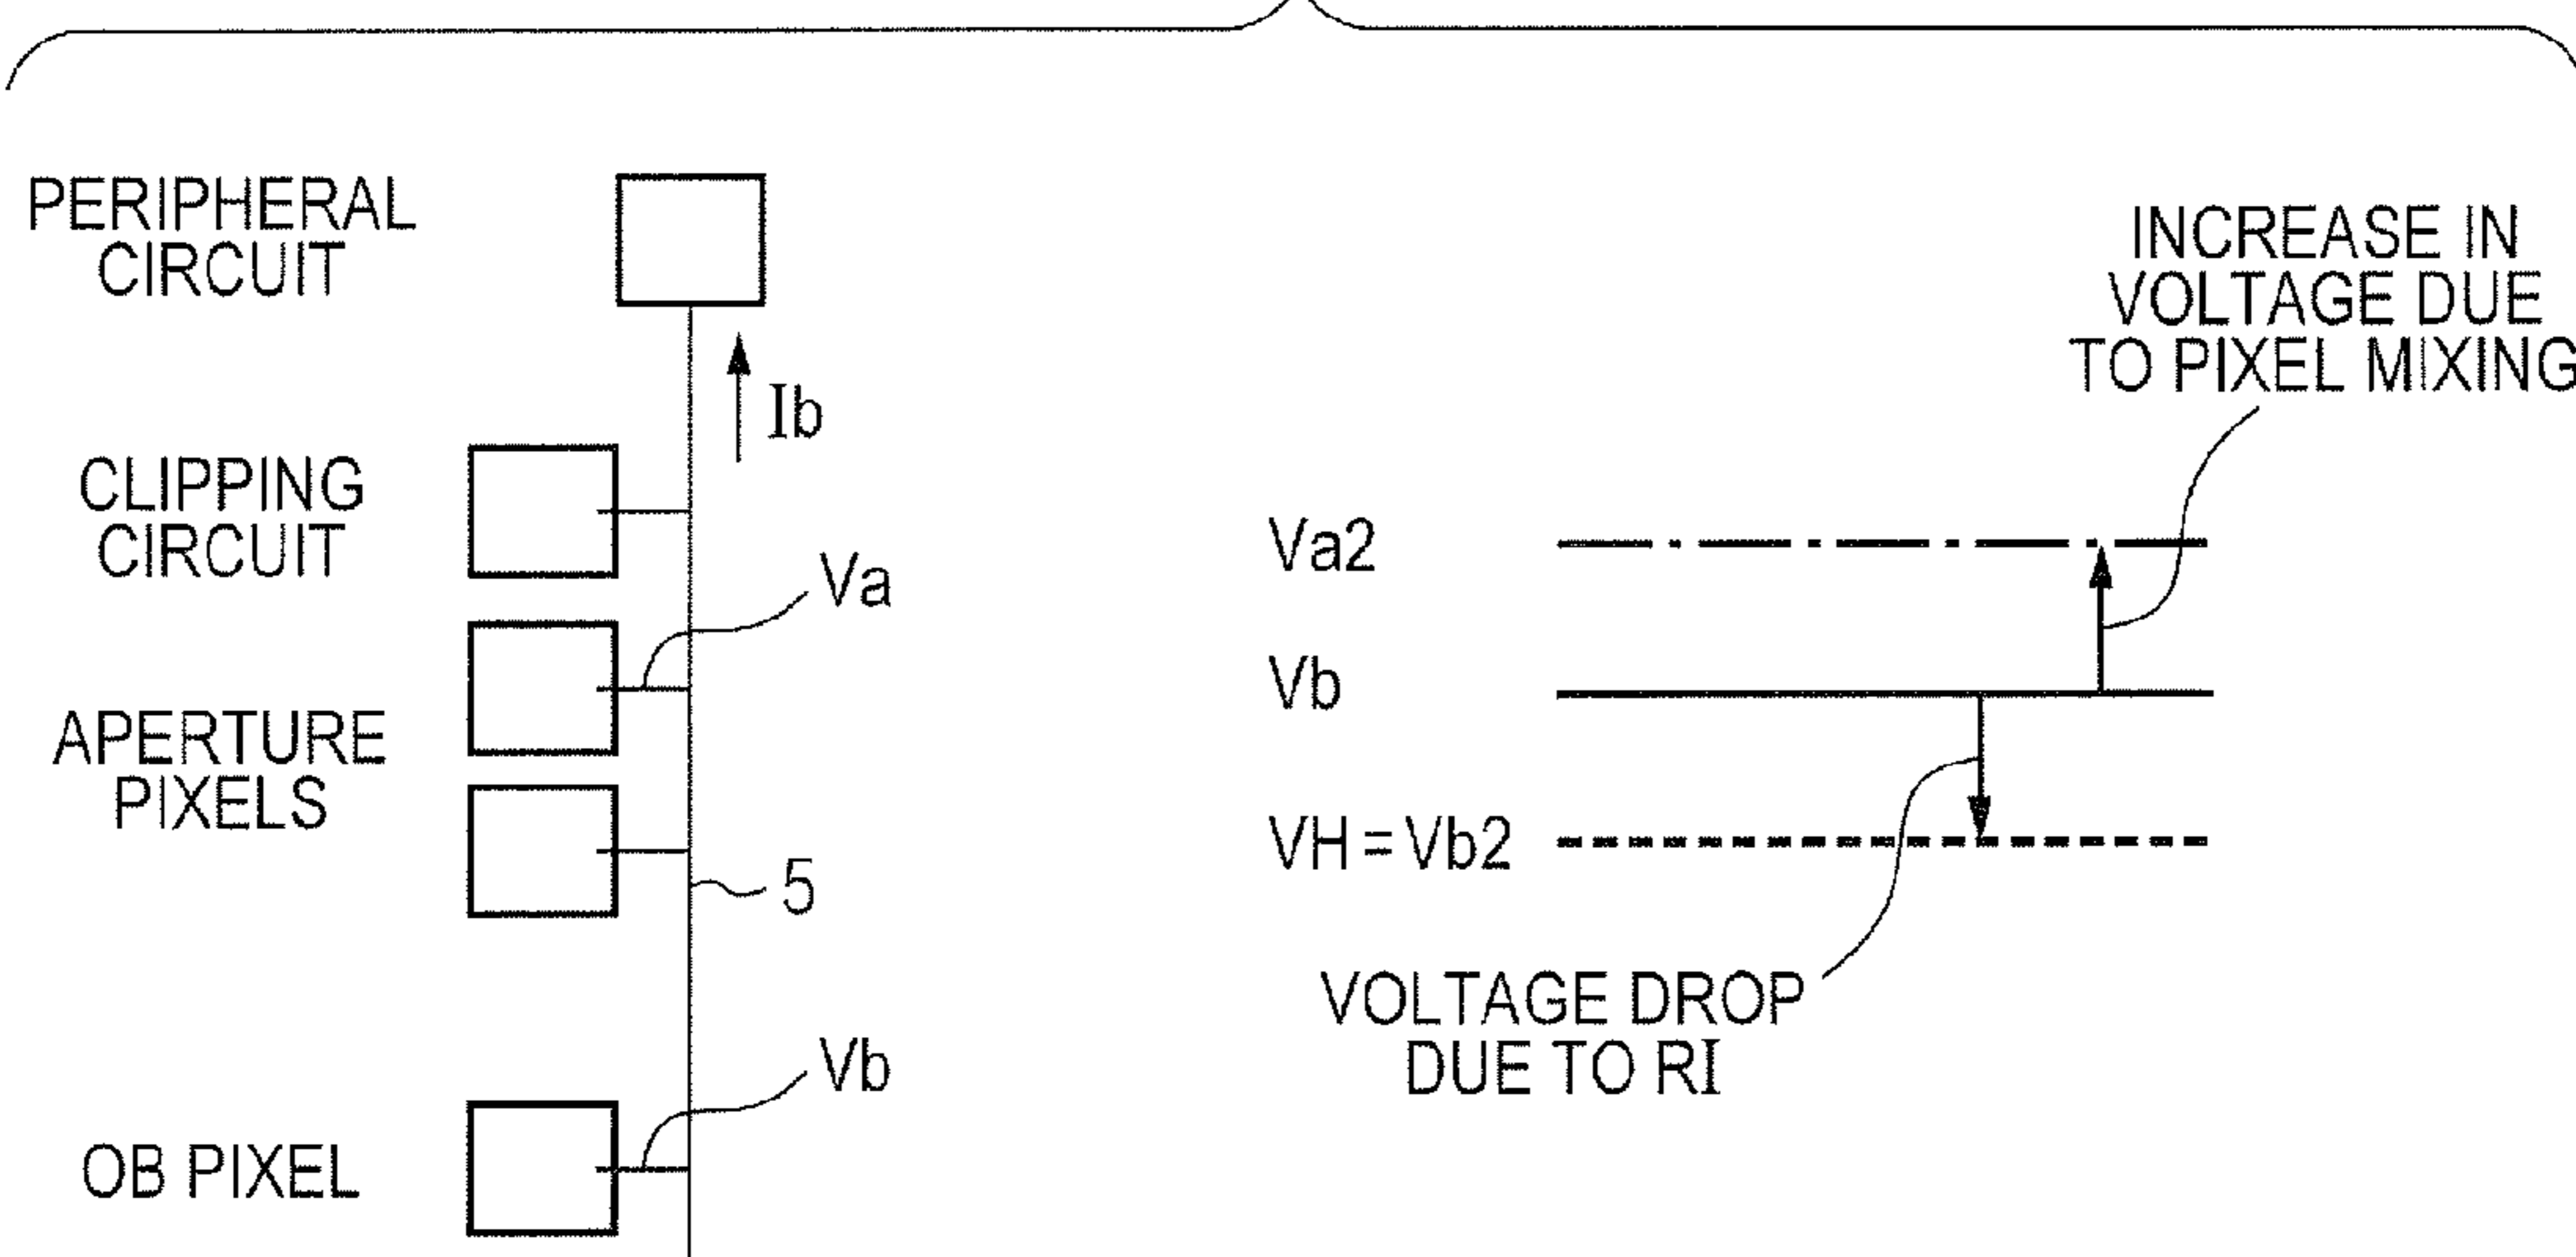 PERIPHERAL
CIRCUIT
Ib
CLIPPING
CIRCUIT
Va
APERTURE
PIXELS
5
Vb
OB PIXEL
INCREASE IN
VOLTAGE DUE
TO PIXEL MIXING
Va2
Vb
VH = Vb2
VOLTAGE DROP
DUE TO RI